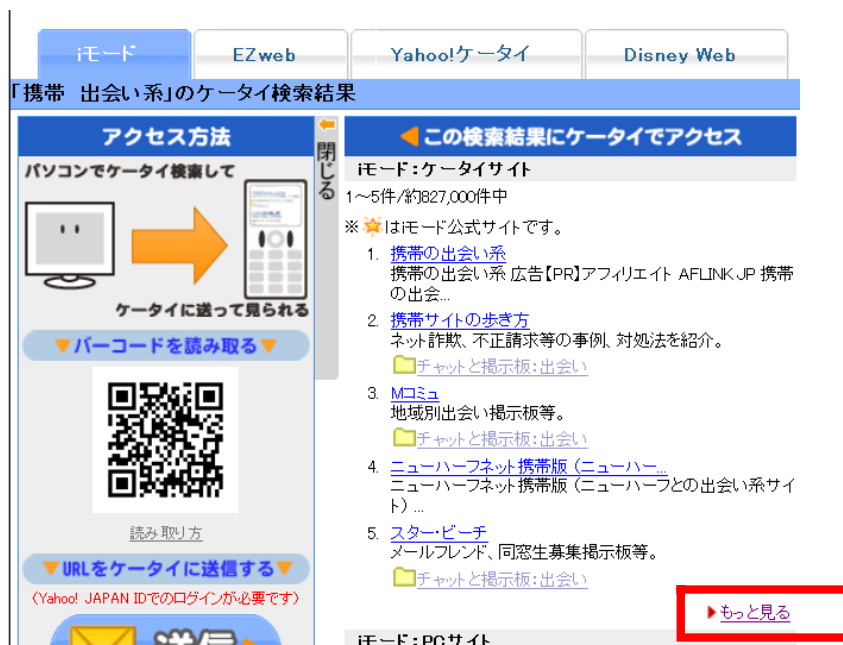 iモード
EZweb
Yahoo!ケータイ
Disney Web
「携帯 出会い系」のケータイ検索結果
アクセス方法
パソコンでケータイ検索して
ケータイに送って見られる
▼バーコードを読み取る▼
読み取り方
▼URLをケータイに送信する▼
(Yahoo! JAPAN IDでのログインが必要です)
送信
閉じる
この検索結果にケータイでアクセス
iモード:ケータイサイト
1～5件/約827,000件中
※はiモード公式サイトです。
1. 携帯の出会い系
携帯の出会い系 広告【PR】アフィリエイト AFLINK JP 携帯
の出会...
2. 携帯サイトの歩き方
ネット詐欺、不正請求等の事例、対処法を紹介。
チャットと掲示板:出会い
3. Mコミュ
地域別出会い掲示板等。
チャットと掲示板:出会い
4. ニューハーフネット携帯版 (ニューハー...
ニューハーフネット携帯版 (ニューハーフとの出会い系サイ
ト) ...
5. スター・ビーチ
メールフレンド、同窓生募集掲示板等。
チャットと掲示板:出会い
もっと見る
iモード:PCサイト